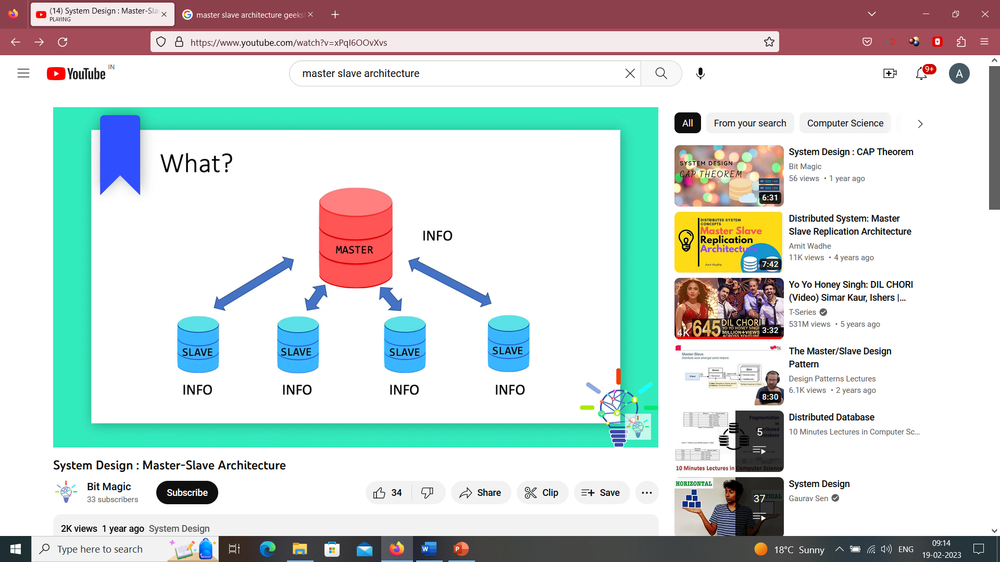 (14) System Design : Master-Sla
PLAYING
master slave architecture geeksf
https://www.youtube.com/watch?v=xPqI6OOvXvs
YouTube IN
master slave architecture
9+
A
What?
MASTER
INFO
SLAVE SLAVE SLAVE SLAVE
INFO INFO INFO INFO
System Design : Master-Slave Architecture
Bit Magic
33 subscribers
Subscribe
34
Share
Clip
Save
2K views 1 year ago System Design
All
From your search
Computer Science
SYSTEM DESIGN
CAP THEOREM
6:31
System Design : CAP Theorem
Bit Magic
56 views • 1 year ago
DISTRIBUTED SYSTEM
CONCEPTS
Master Slave
Replication
Architecture
Amit Wadhe
7:42
Distributed System: Master
Slave Replication Architecture
Amit Wadhe
11K views • 4 years ago
4K
645
DIL CHORI
YO YO HONEY SINGH
MILLION+VIEWS
ACROSS YOUTUBE
3:32
Yo Yo Honey Singh: DIL CHORI
(Video) Simar Kaur, Ishers |...
T-Series
531M views • 5 years ago
Master-Slave
Distribute work amongst some helpers.
Client
Master
Slave
8:30
The Master/Slave Design
Pattern
Design Patterns Lectures
6.1K views • 2 years ago
Fragmentation
in
Distributed
Database
5
10 Minutes Lectures in Computer Science
Distributed Database
10 Minutes Lectures in Computer Sc...
HORIZONTAL
VERTICAL
37
System Design
Gaurav Sen
Type here to search
18°C Sunny
ENG
09:14
19-02-2023